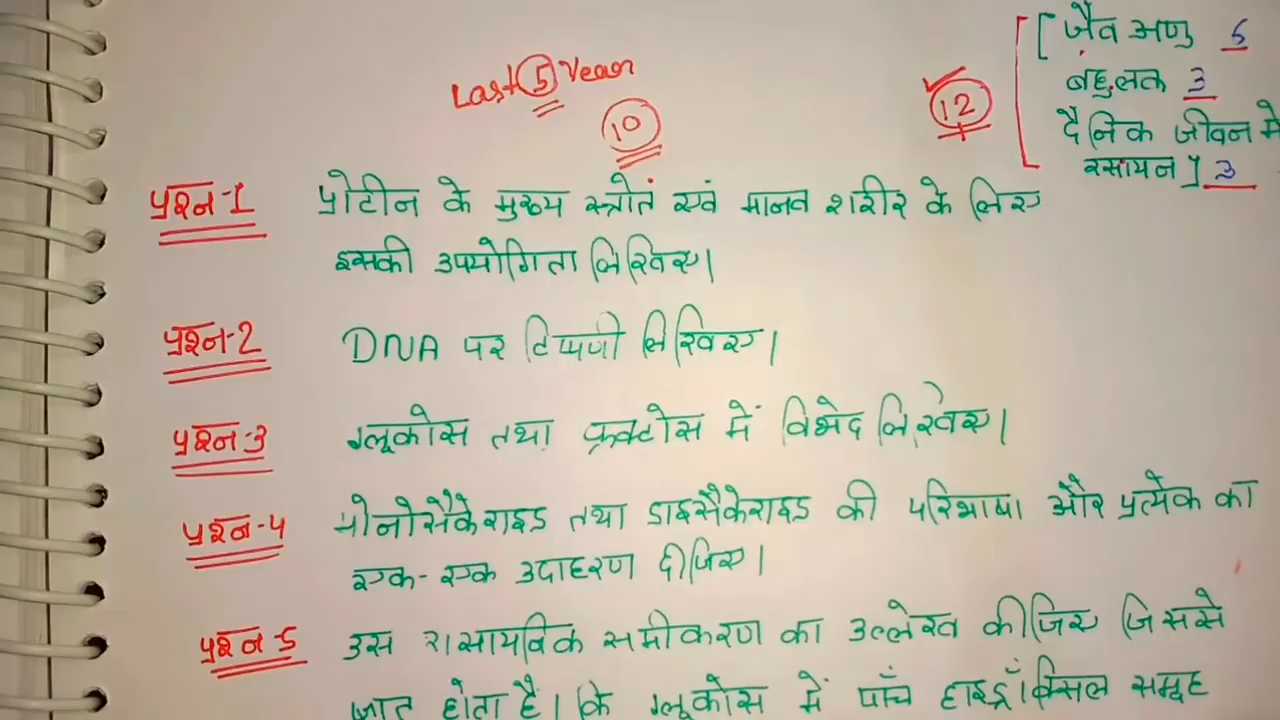 Last 5 Year
10
12
जैव अणु 6
बहुलक 3
दैनिक जीवन में
रसायन 3
प्रश्न-1 प्रोटीन के मुख्य स्त्रोतं एवं मानव शरीर के लिए
इसकी उपयोगिता लिखिए।
प्रश्न-2 DNA पर टिप्पणी लिखिए।
प्रश्न-3 ग्लूकोस तथा फ्रक्टोस में विभेद लिखिए।
प्रश्न-4 मोनोसैकेराइड तथा डाइसैकेराइड की परिभाषा और प्रत्येक का
एक-एक उदाहरण दीजिए।
प्रश्न-5 उस रासायनिक समीकरण का उल्लेख कीजिए जिससे
ज्ञात होता है। कि ग्लूकोस में पाँच हाइड्रॉक्सिल समूह